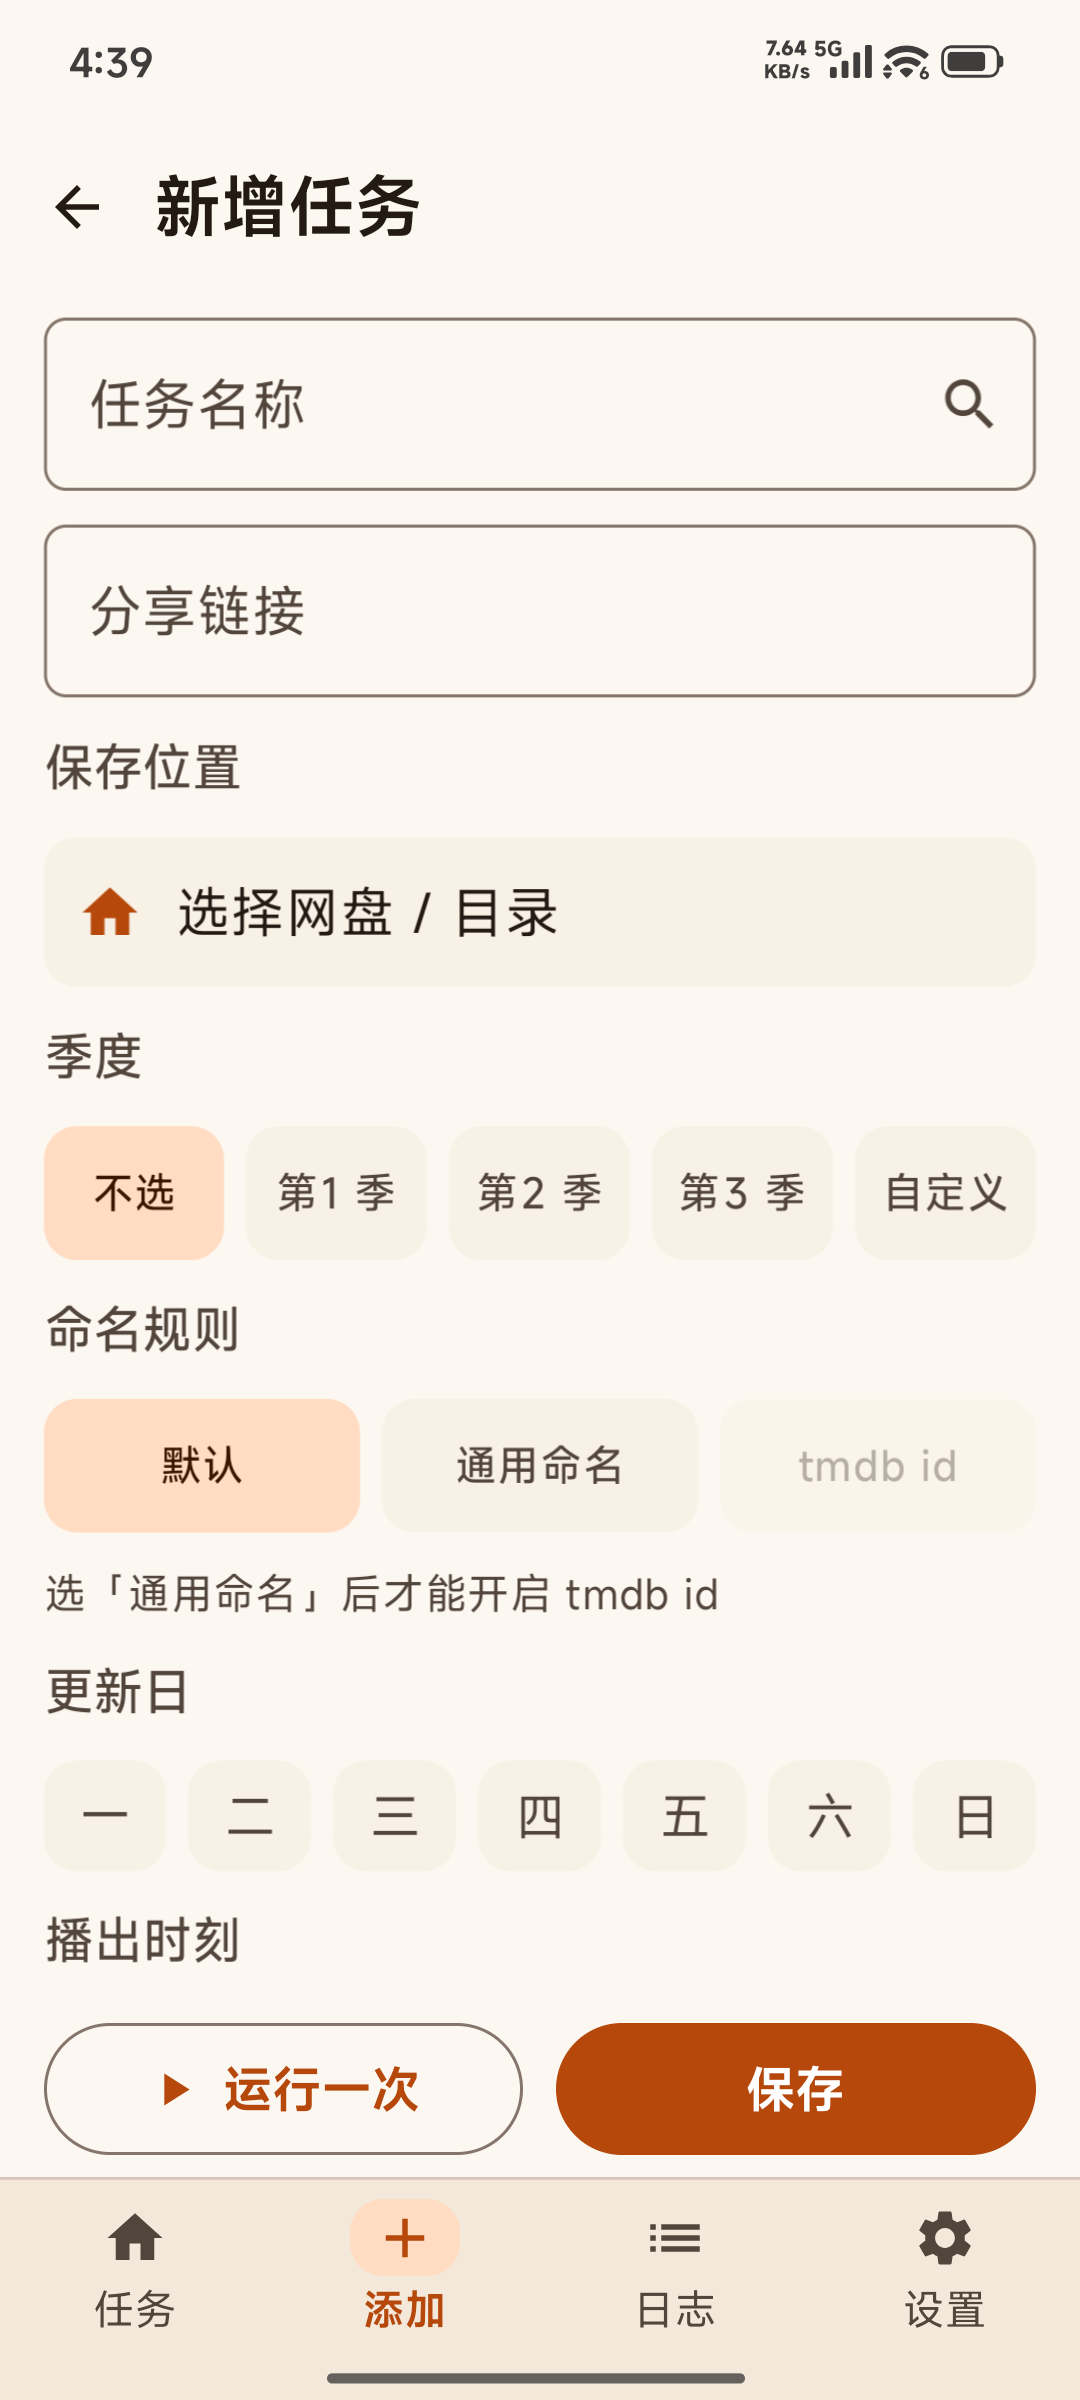 4:39
7.64 5G
KB/s
6
新增任务
任务名称
分享链接
保存位置
选择网盘 / 目录
季度
不选 第1 季 第2 季 第3 季 自定义
命名规则
默认 通用命名 tmdb id
选「通用命名」后才能开启 tmdb id
更新日
一 二 三 四 五 六 日
播出时刻
运行一次 保存
任务 添加 日志 设置